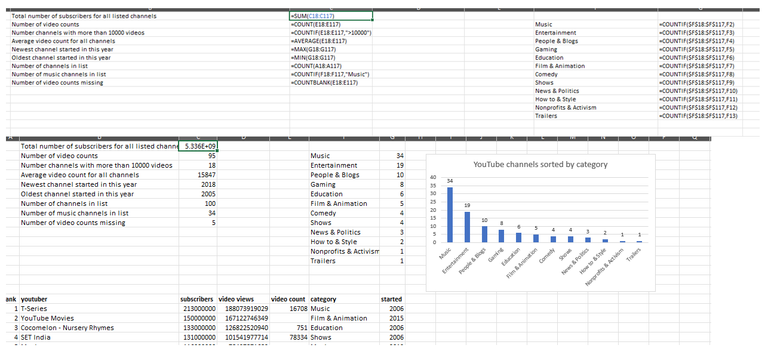 Total number of subscribers for all listed channels =SUM(C18:C117)
Number of video counts =COUNT(E18:E117)
Number channels with more than 10000 videos =COUNTIF(E18:E117,">10000")
Average video count for all channels =AVERAGE(E18:E117)
Newest channel started in this year =MAX(G18:G117)
Oldest channel started in this year =MIN(G18:G117)
Number of channels in list =COUNT(A18:A117)
Number of music channels in list =COUNTIF(F18:F117,"Music")
Number of video counts missing =COUNTBLANK(E18:E117)
Music =COUNTIF($F$18:$F$117,F2)
Entertainment =COUNTIF($F$18:$F$117,F3)
People & Blogs =COUNTIF($F$18:$F$117,F4)
Gaming =COUNTIF($F$18:$F$117,F5)
Education =COUNTIF($F$18:$F$117,F6)
Film & Animation =COUNTIF($F$18:$F$117,F7)
Comedy =COUNTIF($F$18:$F$117,F8)
Shows =COUNTIF($F$18:$F$117,F9)
News & Politics =COUNTIF($F$18:$F$117,F10)
How to & Style =COUNTIF($F$18:$F$117,F11)
Nonprofits & Activism =COUNTIF($F$18:$F$117,F12)
Trailers =COUNTIF($F$18:$F$117,F13)
Total number of subscribers for all listed chann 5.336E+09
Number of video counts 95
Number of channels with more than 10000 videos 18
Average video count for all channels 15847
Newest channel started in this year 2018
Oldest channel started in this year 2005
Number of channels in list 100
Number of music channels in list 34
Number of video counts missing 5
Music 34
Entertainment 19
People & Blogs 10
Gaming 8
Education 6
Film & Animation 5
Comedy 4
Shows 4
News & Politics 3
How to & Style 2
Nonprofits & Activism 1
Trailers 1
YouTube channels sorted by category
40
35
30
25
20
15
10
5
0
34 19 10 8 6 5 4 4 3 2 1 1
Music Entertainment People & Blogs Gaming Education Film & Animation Comedy Shows News & Politics How to & Style Nonprofits & Activism Trailers
ank youtuber subscribers video views video count category started
1 T-Series 213000000 188073919029 16708 Music 2006
2 YouTube Movies 150000000 167122746349 Film & Animation 2015
3 Cocomelon - Nursery Rhymes 133000000 126822520940 751 Education 2006
4 SET India 131000000 101541977714 78334 Shows 2006